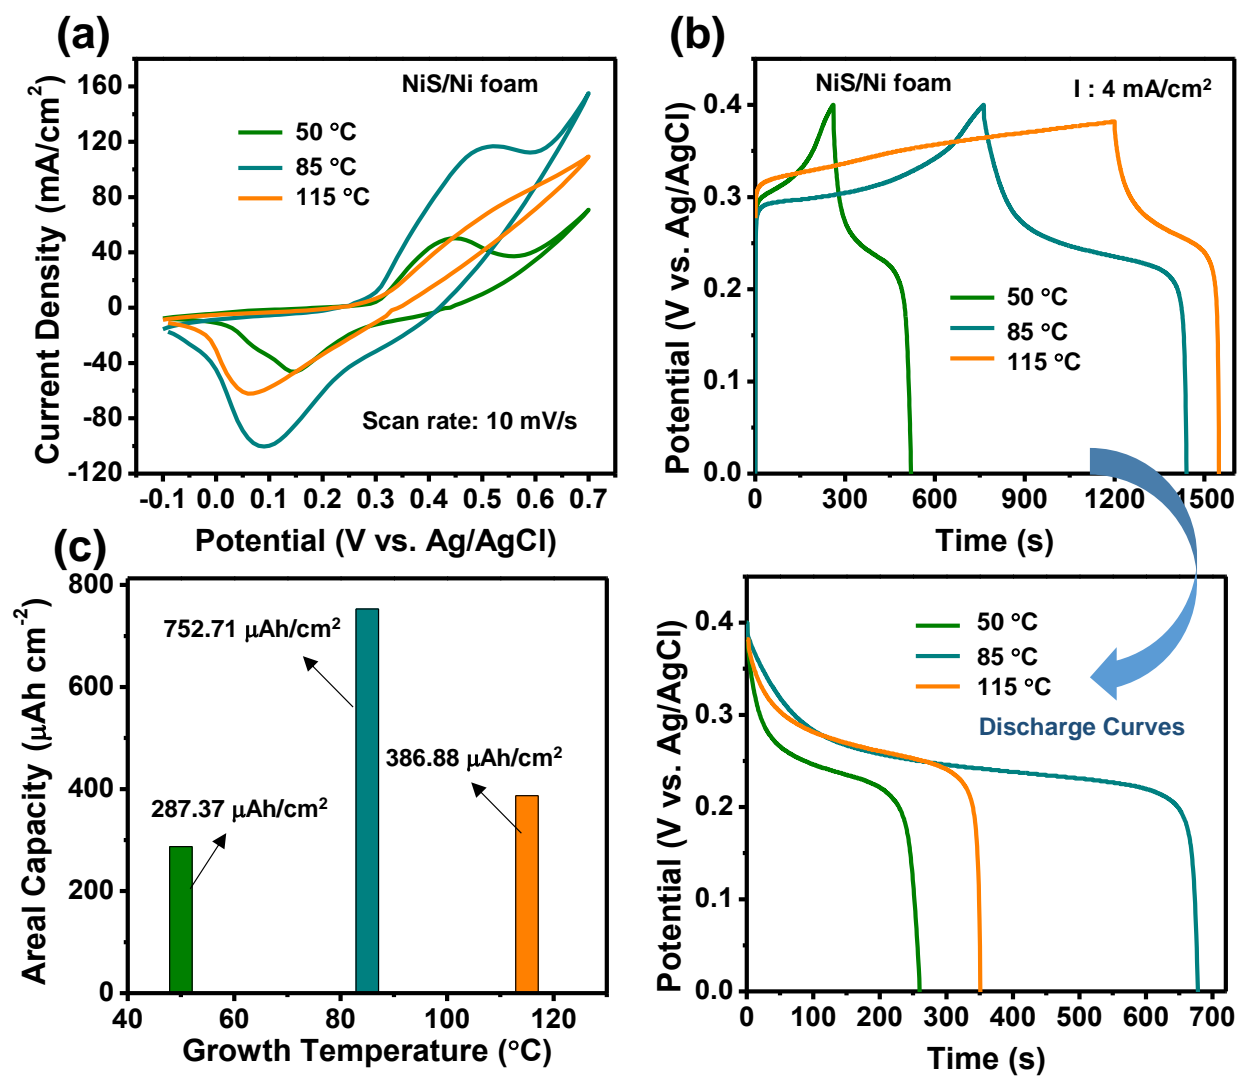 (a)
NiS/Ni foam
50 °C
85 °C
115 °C
Scan rate: 10 mV/s
Current Density (mA/cm²)
160
120
80
40
0
-40
-80
-120
-0.1 0.0 0.1 0.2 0.3 0.4 0.5 0.6 0.7
Potential (V vs. Ag/AgCl)
(b)
NiS/Ni foam
I : 4 mA/cm²
50 °C
85 °C
115 °C
Potential (V vs. Ag/AgCl)
0.4
0.3
0.2
0.1
0.0
0 300 600 900 1200 1500
Time (s)
(c)
752.71 μAh/cm²
386.88 μAh/cm²
287.37 μAh/cm²
Areal Capacity (μAh cm⁻²)
800
600
400
200
0
40 60 80 100 120
Growth Temperature (°C)
50 °C
85 °C
115 °C
Discharge Curves
Potential (V vs. Ag/AgCl)
0.4
0.3
0.2
0.1
0.0
0 100 200 300 400 500 600 700
Time (s)